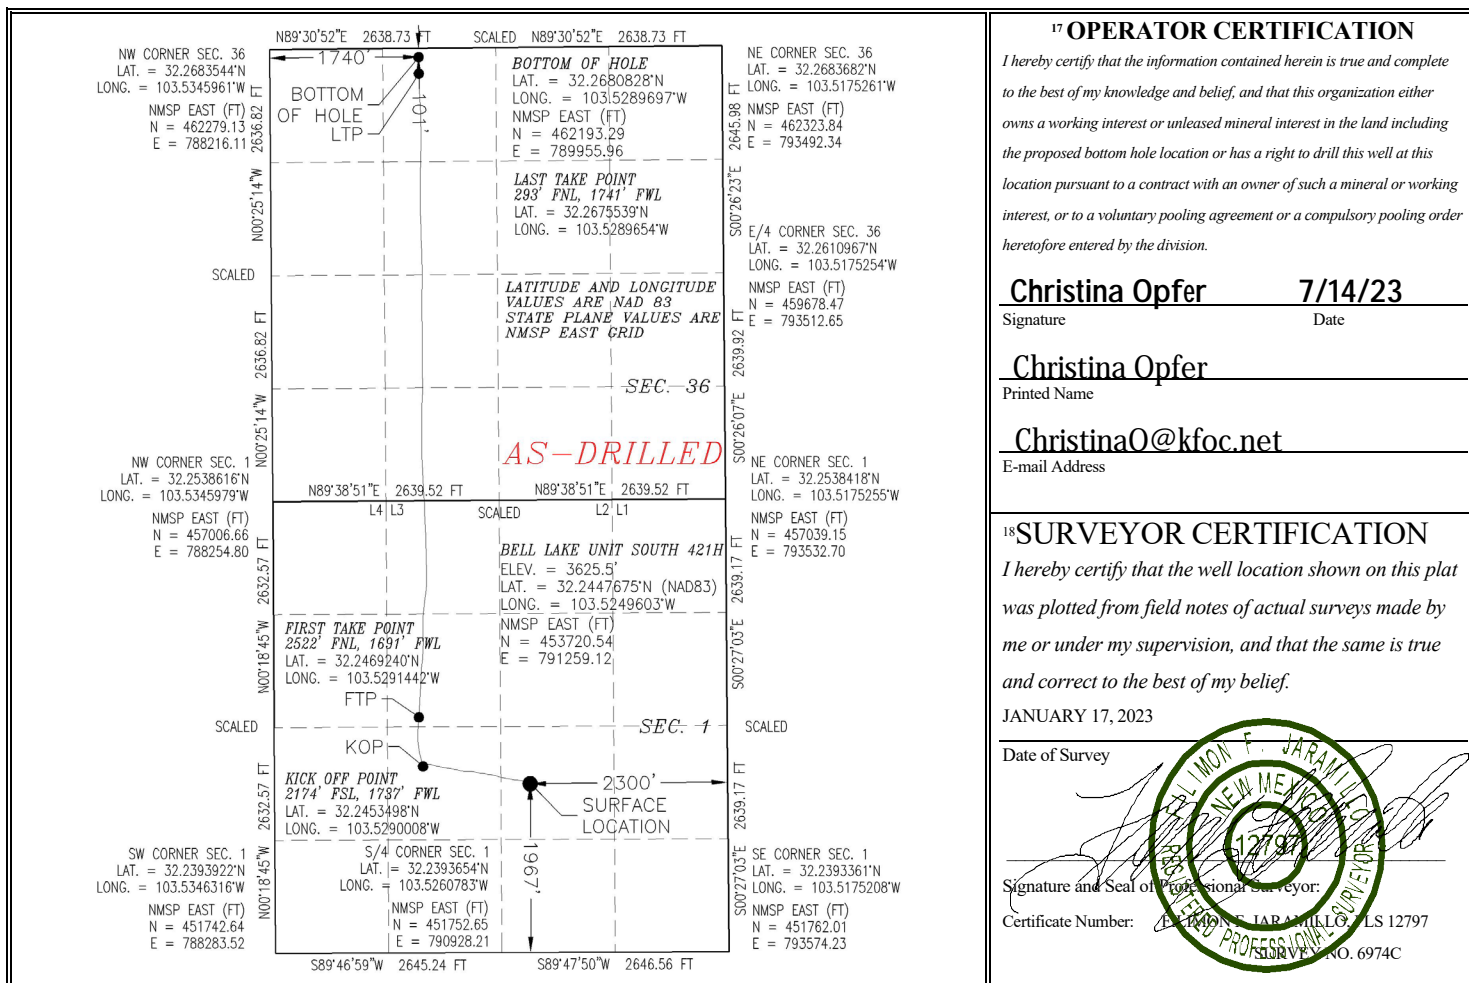 N89°30'52"E 2638.73 FT SCALED N89°30'52"E 2638.73 FT
NW CORNER SEC. 36
LAT. = 32.2683544°N
LONG. = 103.5345961°W
NMSP EAST (FT)
N = 462279.13
E = 788216.11
1740'
BOTTOM
OF HOLE
LTP
101'
BOTTOM OF HOLE
LAT. = 32.2680828°N
LONG. = 103.5289697°W
NMSP EAST (FT)
N = 462193.29
E = 789955.96
NE CORNER SEC. 36
LAT. = 32.2683682°N
LONG. = 103.5175261°W
NMSP EAST (FT)
N = 462323.84
E = 793492.34
N00°25'14"W 2636.82 FT
S00°26'23"E 2645.98 FT
LAST TAKE POINT
293' FNL, 1741' FWL
LAT. = 32.2675539°N
LONG. = 103.5289654°W
E/4 CORNER SEC. 36
LAT. = 32.2610967°N
LONG. = 103.5175254°W
NMSP EAST (FT)
N = 459678.47
E = 793512.65
SCALED
LATITUDE AND LONGITUDE
VALUES ARE NAD 83
STATE PLANE VALUES ARE
NMSP EAST GRID
N00°25'14"W 2636.82 FT
S00°26'07"E 2639.92 FT
SEC. 36
AS-DRILLED
NW CORNER SEC. 1
LAT. = 32.2538616°N
LONG. = 103.5345979°W
NMSP EAST (FT)
N = 457006.66
E = 788254.80
N89°38'51"E 2639.52 FT N89°38'51"E 2639.52 FT
L4 L3 SCALED L2 L1
NE CORNER SEC. 1
LAT. = 32.2538418°N
LONG. = 103.5175255°W
NMSP EAST (FT)
N = 457039.15
E = 793532.70
BELL LAKE UNIT SOUTH 421H
ELEV. = 3625.5'
LAT. = 32.2447675°N (NAD83)
LONG. = 103.5249603°W
NMSP EAST (FT)
N = 453720.54
E = 791259.12
N00°18'45"W 2632.57 FT
S00°27'03"E 2639.17 FT
FIRST TAKE POINT
2522' FNL, 1691' FWL
LAT. = 32.2469240°N
LONG. = 103.5291442°W
FTP
SCALED
SEC. 1
SCALED
KOP
KICK OFF POINT
2174' FSL, 1737' FWL
LAT. = 32.2453498°N
LONG. = 103.5290008°W
2300'
SURFACE
LOCATION
1967'
N00°18'45"W 2632.57 FT
S00°27'03"E 2639.17 FT
SW CORNER SEC. 1
LAT. = 32.2393922°N
LONG. = 103.5346316°W
NMSP EAST (FT)
N = 451742.64
E = 788283.52
S/4 CORNER SEC. 1
LAT. = 32.2393654°N
LONG. = 103.5260783°W
NMSP EAST (FT)
N = 451752.65
E = 790928.21
SE CORNER SEC. 1
LAT. = 32.2393361°N
LONG. = 103.5175208°W
NMSP EAST (FT)
N = 451762.01
E = 793574.23
S89°46'59"W 2645.24 FT S89°47'50"W 2646.56 FT
17 OPERATOR CERTIFICATION
I hereby certify that the information contained herein is true and complete
to the best of my knowledge and belief, and that this organization either
owns a working interest or unleased mineral interest in the land including
the proposed bottom hole location or has a right to drill this well at this
location pursuant to a contract with an owner of such a mineral or working
interest, or to a voluntary pooling agreement or a compulsory pooling order
heretofore entered by the division.
Christina Opfer 7/14/23
Signature Date
Christina Opfer
Printed Name
ChristinaO@kfoc.net
E-mail Address
18 SURVEYOR CERTIFICATION
I hereby certify that the well location shown on this plat
was plotted from field notes of actual surveys made by
me or under my supervision, and that the same is true
and correct to the best of my belief.
JANUARY 17, 2023
Date of Survey
FILIMON F. JARAMILLO
NEW MEXICO
12797
REGISTERED PROFESSIONAL SURVEYOR
Signature and Seal of Professional Surveyor:
Certificate Number: FILIMON F. JARAMILLO, PLS 12797
SURVEY NO. 6974C